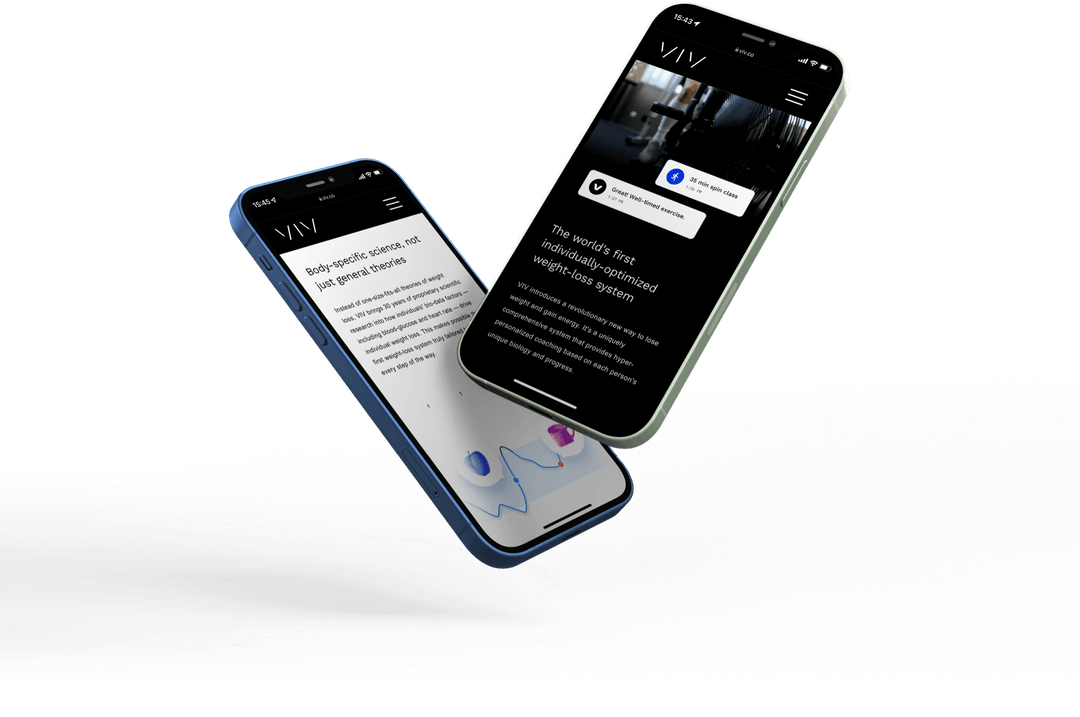 15:45
viv.co
VIV
Body-specific science, not
just general theories
Instead of one-size-fits-all theories of weight
loss, VIV brings 30 years of proprietary scientific
research into how individuals' bio-data factors —
including blood-glucose and heart rate — drive
individual weight loss. This makes possible
first weight-loss system truly tailored
every step of the way.
15:43
viv.co
VIV
35 min spin class
1:36 PM
Great! Well-timed exercise.
1:37 PM
The world's first
individually-optimized
weight-loss system
VIV introduces a revolutionary new way to lose
weight and gain energy. It's a uniquely
comprehensive system that provides hyper-
personalized coaching based on each person's
unique biology and progress.